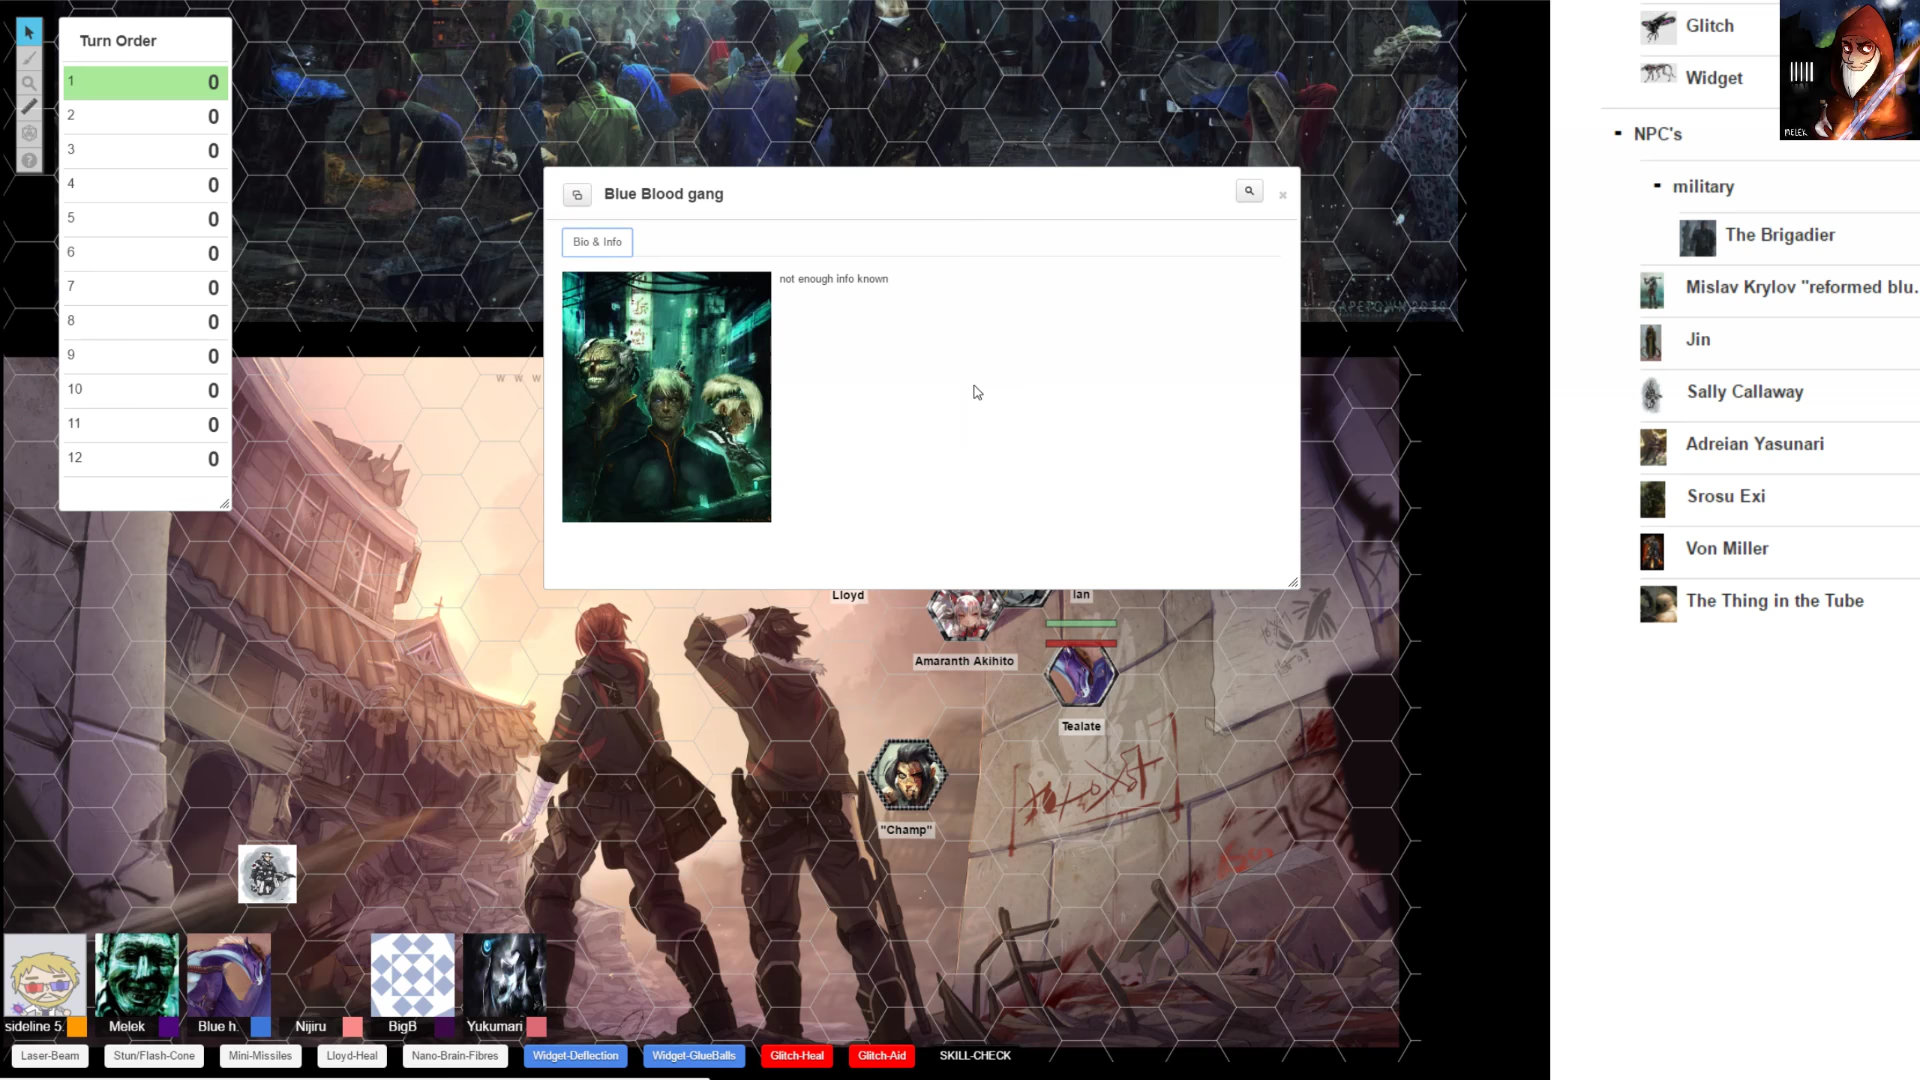 Turn Order
1 0
2 0
3 0
4 0
5 0
6 0
7 0
8 0
9 0
10 0
11 0
12 0
Blue Blood gang
Bio & Info
not enough info known
CAPETOWN 2030
W W W
Lloyd
Ian
Amaranth Akihito
Tealate
"Champ"
sideline 5.
Melek
Blue h.
Nijiru
BigB
Yukumari
Laser-Beam
Stun/Flash-Cone
Mini-Missiles
Lloyd-Heal
Nano-Brain-Fibres
Widget-Deflection
Widget-GlueBalls
Glitch-Heal
Glitch-Aid
SKILL-CHECK
Glitch
Widget
MELEK
NPC's
military
The Brigadier
Mislav Krylov "reformed blu.
Jin
Sally Callaway
Adreian Yasunari
Srosu Exi
Von Miller
The Thing in the Tube